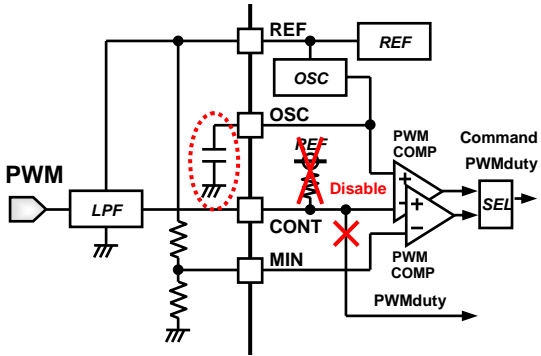 REF
REF
OSC
OSC
PWM
COMP
Command
PWMduty
REF
PWM
Disable
LPF
SEL
CONT
MIN
PWM
COMP
PWMduty